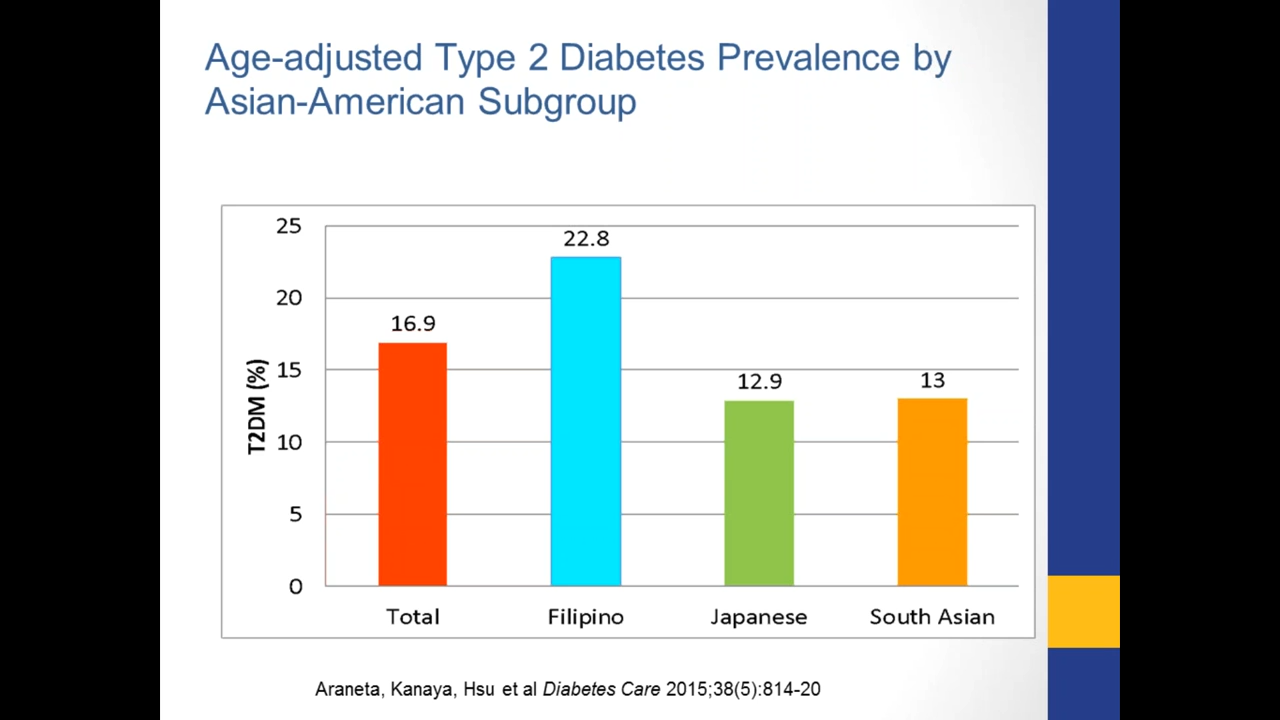 Age-adjusted Type 2 Diabetes Prevalence by
Asian-American Subgroup
25
20
15
10
5
0
T2DM (%)
16.9
22.8
12.9
13
Total
Filipino
Japanese
South Asian
Araneta, Kanaya, Hsu et al Diabetes Care 2015;38(5):814-20